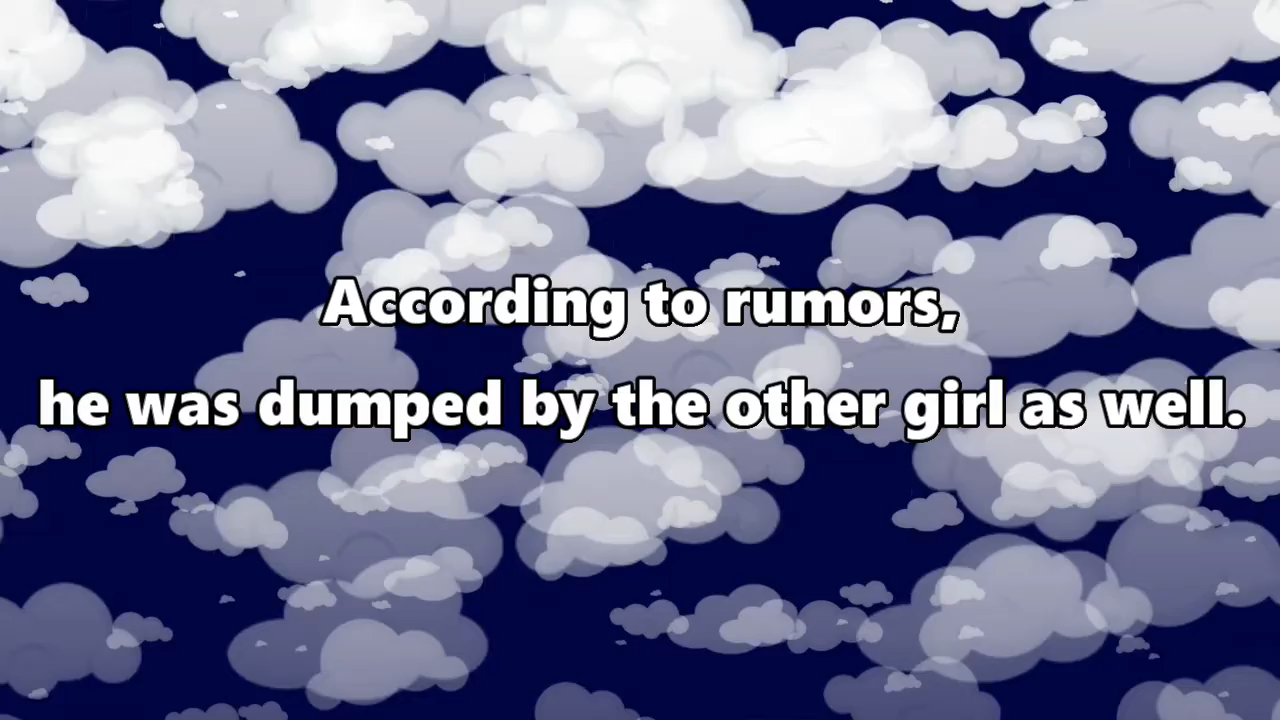 According to rumors,
he was dumped by the other girl as well.